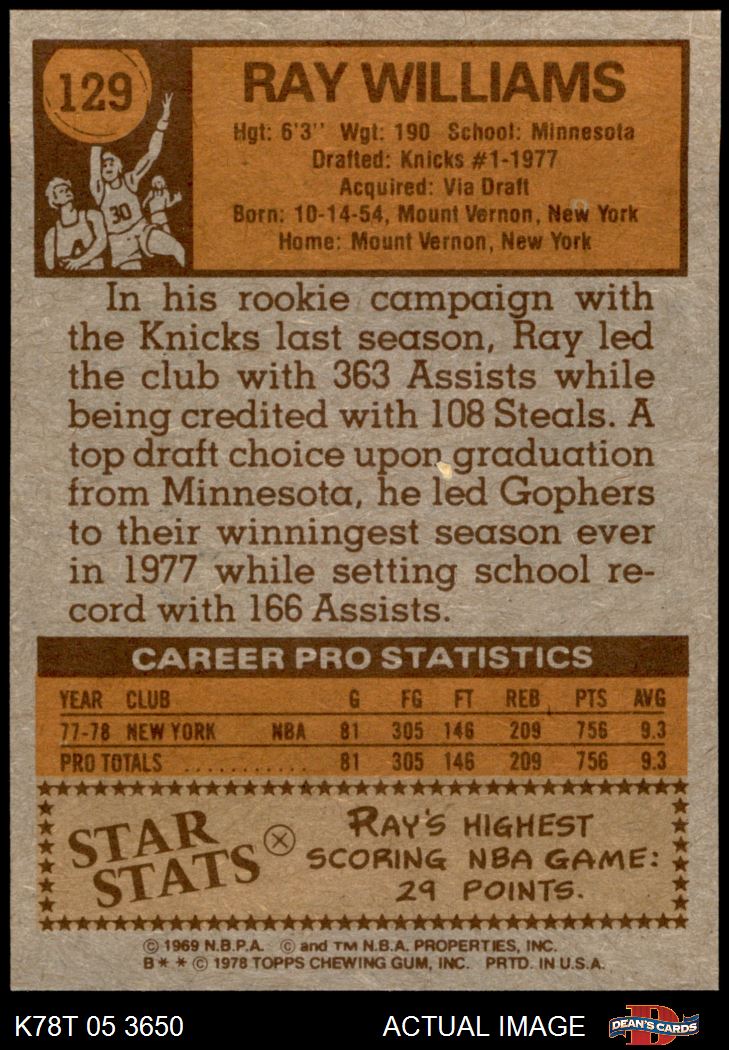 129
RAY WILLIAMS
Hgt: 6'3'' Wgt: 190 School: Minnesota
Drafted: Knicks #1-1977
Acquired: Via Draft
Born: 10-14-54, Mount Vernon, New York
Home: Mount Vernon, New York
30
In his rookie campaign with
the Knicks last season, Ray led
the club with 363 Assists while
being credited with 108 Steals. A
top draft choice upon graduation
from Minnesota, he led Gophers
to their winningest season ever
in 1977 while setting school re-
cord with 166 Assists.
CAREER PRO STATISTICS
YEAR CLUB G FG FT REB PTS AVG
77-78 NEW YORK NBA 81 305 146 209 756 9.3
PRO TOTALS . . . . . . . . . . . 81 305 146 209 756 9.3
STAR
STATS
RAY'S HIGHEST
SCORING NBA GAME:
29 POINTS.
© 1969 N.B.P.A. © and TM N.B.A. PROPERTIES, INC.
B * * © 1978 TOPPS CHEWING GUM, INC. PRTD. IN U.S.A.
K78T 05 3650 ACTUAL IMAGE
D
DEAN'S CARDS